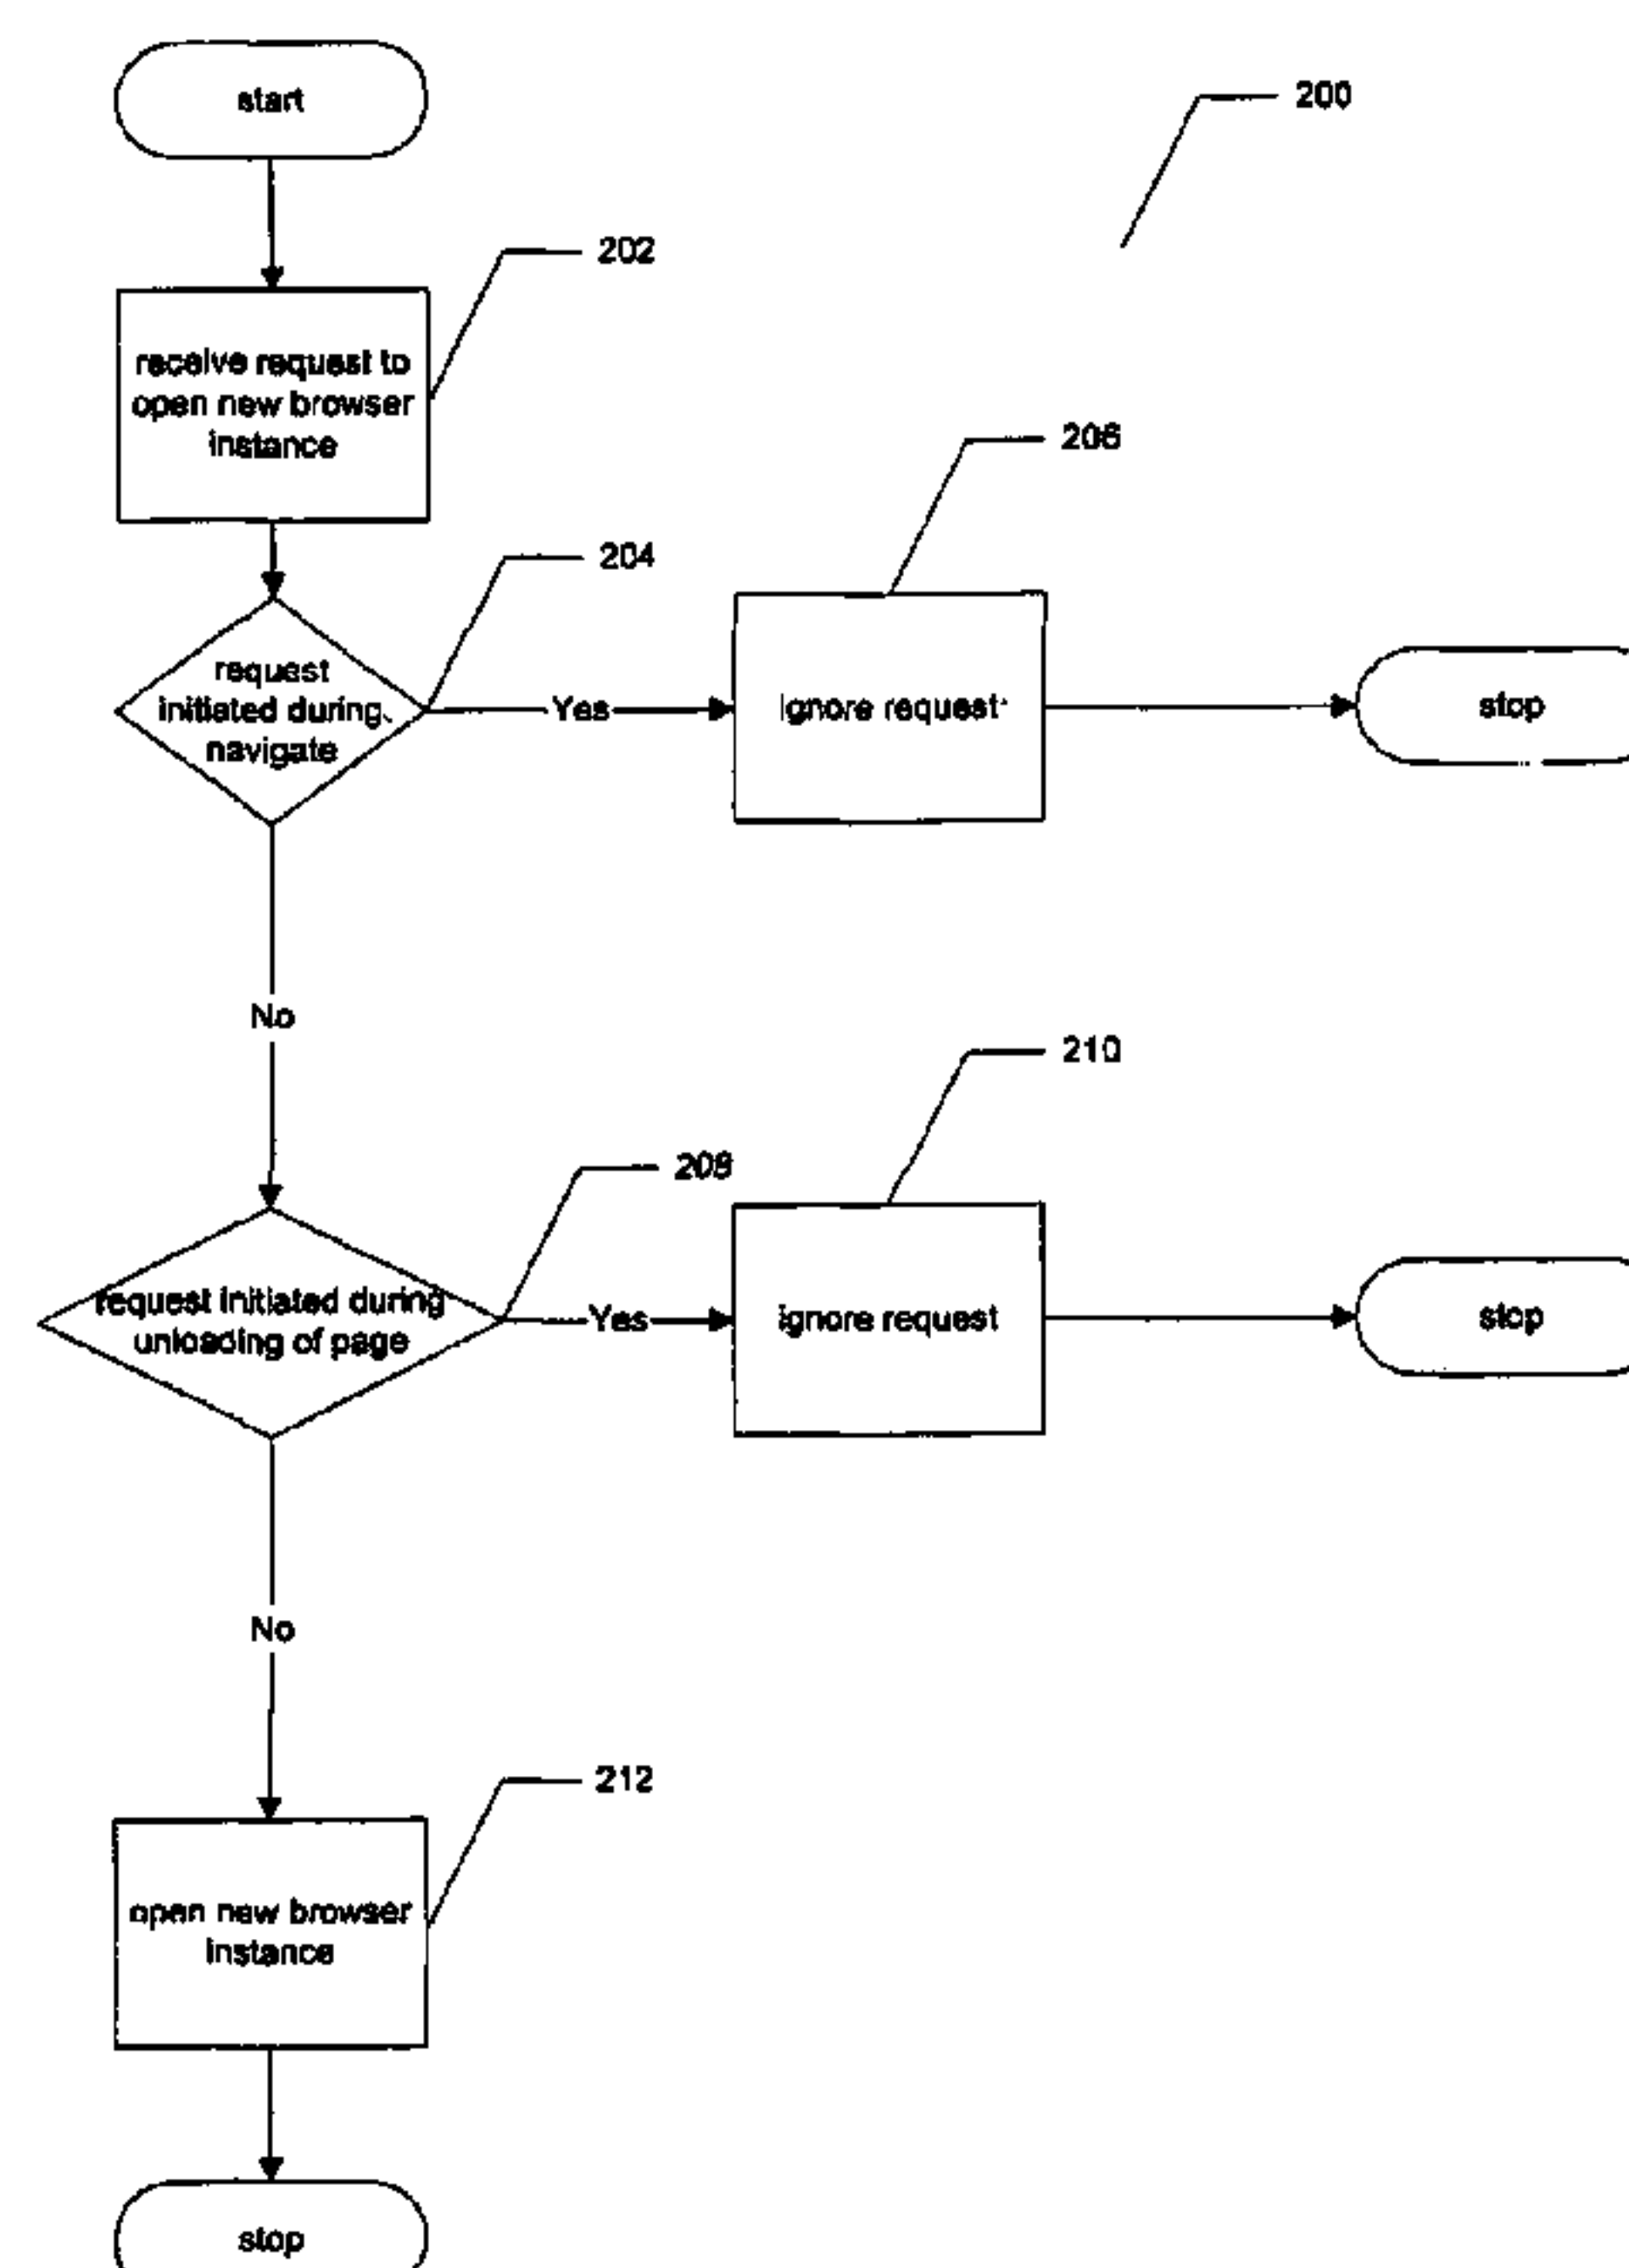 start
200
202
receive request to
open new browser
instance
206
204
request
initiated during
navigate
Yes
ignore request
stop
No
210
208
request initiated during
unloading of page
Yes
ignore request
stop
No
212
open new browser
instance
stop